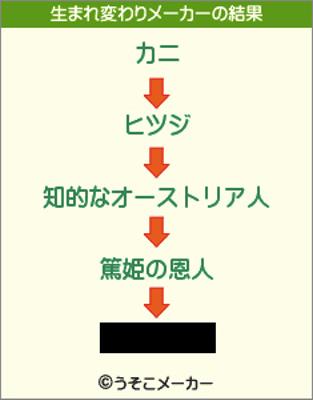 生まれ変わりメーカーの結果
カニ
ヒツジ
知的なオーストリア人
篤姫の恩人
©うそこメーカー